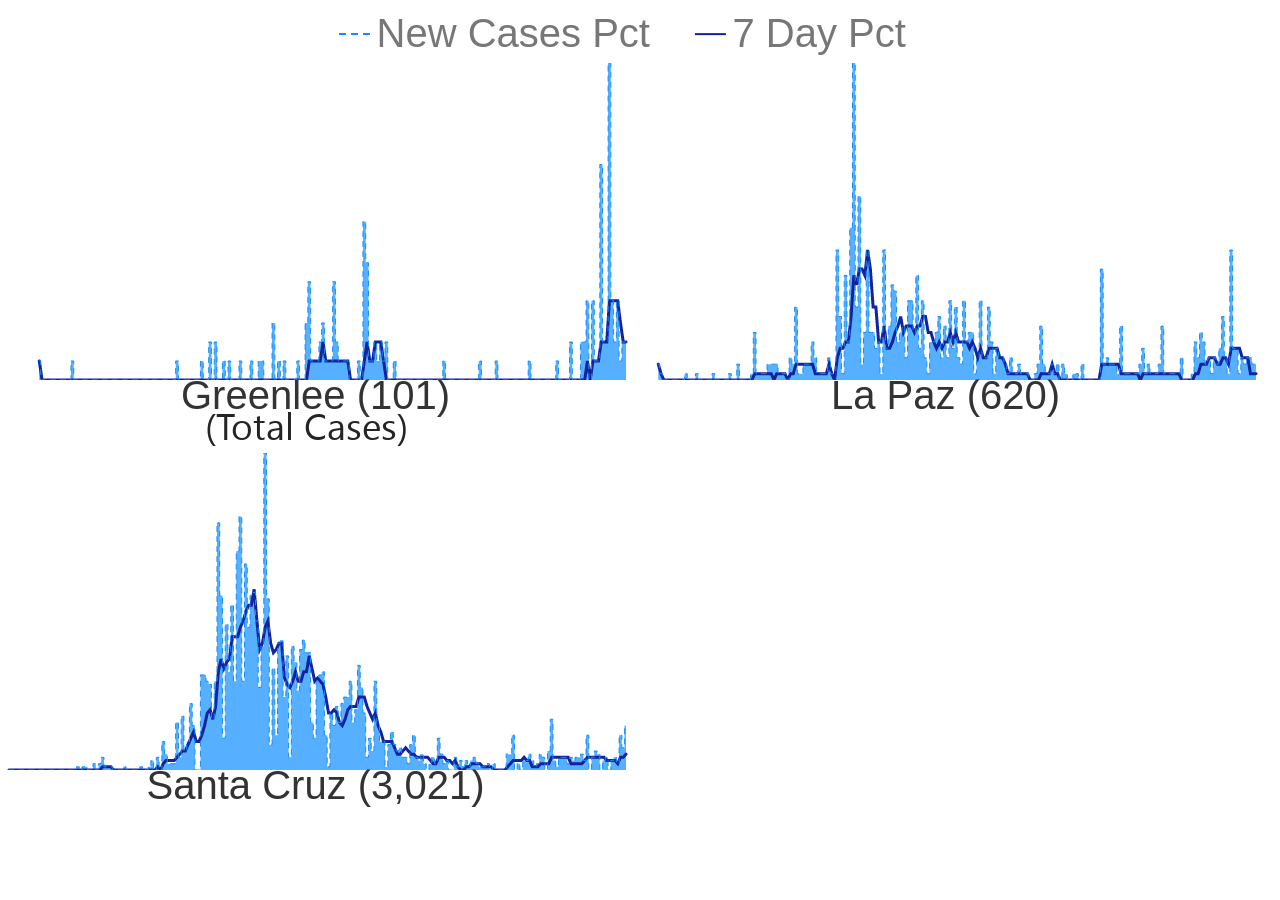 New Cases Pct 7 Day Pct
Greenlee (101) La Paz (620)
(Total Cases)
Santa Cruz (3,021)